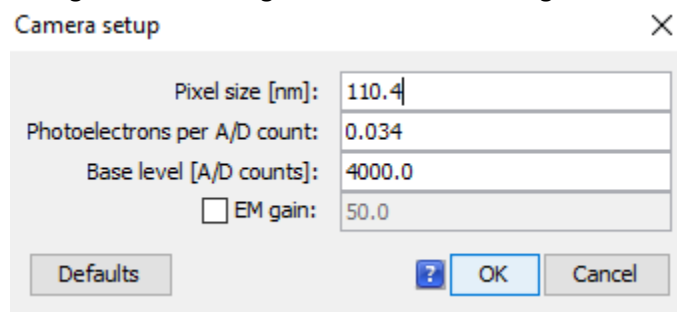 Camera setup
Pixel size [nm]: 110.4
Photoelectrons per A/D count: 0.034
Base level [A/D counts]: 4000.0
EM gain: 50.0
Defaults ? OK Cancel